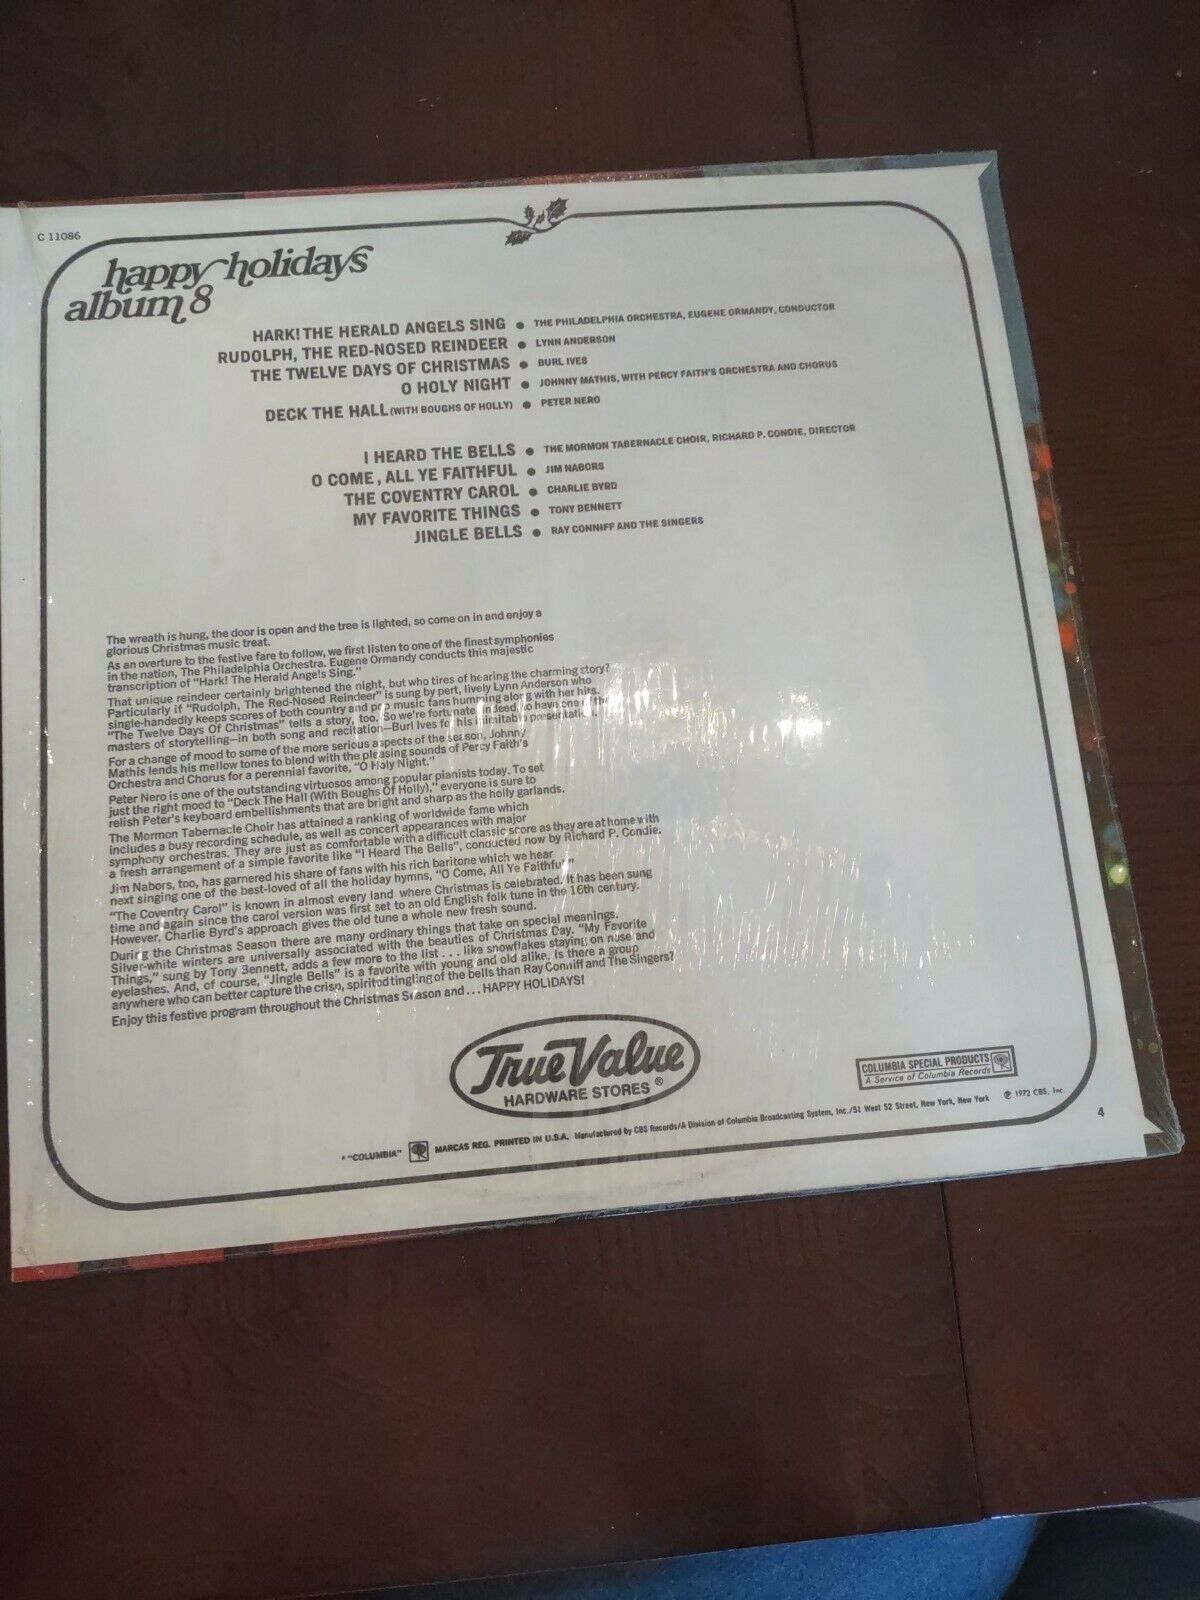 C 11086
happy holidays
album 8
HARK! THE HERALD ANGELS SING • THE PHILADELPHIA ORCHESTRA, EUGENE ORMANDY, CONDUCTOR
RUDOLPH, THE RED-NOSED REINDEER • LYNN ANDERSON
THE TWELVE DAYS OF CHRISTMAS • BURL IVES
O HOLY NIGHT • JOHNNY MATHIS, WITH PERCY FAITH'S ORCHESTRA AND CHORUS
DECK THE HALL (WITH BOUGHS OF HOLLY) • PETER NERO
I HEARD THE BELLS • THE MORMON TABERNACLE CHOIR, RICHARD P. CONDIE, DIRECTOR
O COME, ALL YE FAITHFUL • JIM NABORS
THE COVENTRY CAROL • CHARLIE BYRD
MY FAVORITE THINGS • TONY BENNETT
JINGLE BELLS • RAY CONNIFF AND THE SINGERS
The wreath is hung, the door is open and the tree is lighted, so come on in and enjoy a
glorious Christmas music treat.
As an overture to the festive fare to follow, we first listen to one of the finest symphonies
in the nation, The Philadelphia Orchestra. Eugene Ormandy conducts this majestic
transcription of "Hark! The Herald Angels Sing."
That unique reindeer certainly brightened the night, but who tires of hearing the charming story?
Particularly if "Rudolph, The Red-Nosed Reindeer" is sung by pert, lively Lynn Anderson who
single-handedly keeps scores of both country and pop music fans humming along with her hits.
"The Twelve Days Of Christmas" tells a story, too. So we're fortunate indeed, to have one of the
masters of storytelling—in both song and recitation—Burl Ives for his inimitable presentation.
For a change of mood to some of the more serious aspects of the season, Johnny
Mathis lends his mellow tones to blend with the pleasing sounds of Percy Faith's
Orchestra and Chorus for a perennial favorite, "O Holy Night."
Peter Nero is one of the outstanding virtuosos among popular pianists today. To set
just the right mood to "Deck The Hall (With Boughs Of Holly)," everyone is sure to
relish Peter's keyboard embellishments that are bright and sharp as the holly garlands.
The Mormon Tabernacle Choir has attained a ranking of worldwide fame which
includes a busy recording schedule, as well as concert appearances with major
symphony orchestras. They are just as comfortable with a difficult classic score as they are at home with
a fresh arrangement of a simple favorite like "I Heard The Bells", conducted now by Richard P. Condie.
Jim Nabors, too, has garnered his share of fans with his rich baritone which we hear
next singing one of the best-loved of all the holiday hymns, "O Come, All Ye Faithful."
"The Coventry Carol" is known in almost every land where Christmas is celebrated. It has been sung
time and again since the carol version was first set to an old English folk tune in the 16th century.
However, Charlie Byrd's approach gives the old tune a whole new fresh sound.
During the Christmas Season there are many ordinary things that take on special meanings.
Silver-white winters are universally associated with the beauties of Christmas Day. "My Favorite
Things," sung by Tony Bennett, adds a few more to the list . . . like snowflakes staying on nose and
eyelashes. And, of course, "Jingle Bells" is a favorite with young and old alike. Is there a group
anywhere who can better capture the crisp, spirited tingling of the bells than Ray Conniff and The Singers?
Enjoy this festive program throughout the Christmas Season and . . . HAPPY HOLIDAYS!
True Value
HARDWARE STORES ®
COLUMBIA SPECIAL PRODUCTS
A Service of Columbia Records
® "COLUMBIA" MARCAS REG. PRINTED IN U.S.A. Manufactured by CBS Records/A Division of Columbia Broadcasting System, Inc./51 West 52 Street, New York, New York ℗ 1972 CBS, Inc.
4